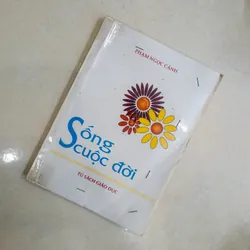 PHẠM NGỌC CẢNH
Sống
cuộc đời
TỦ SÁCH GIÁO DỤC